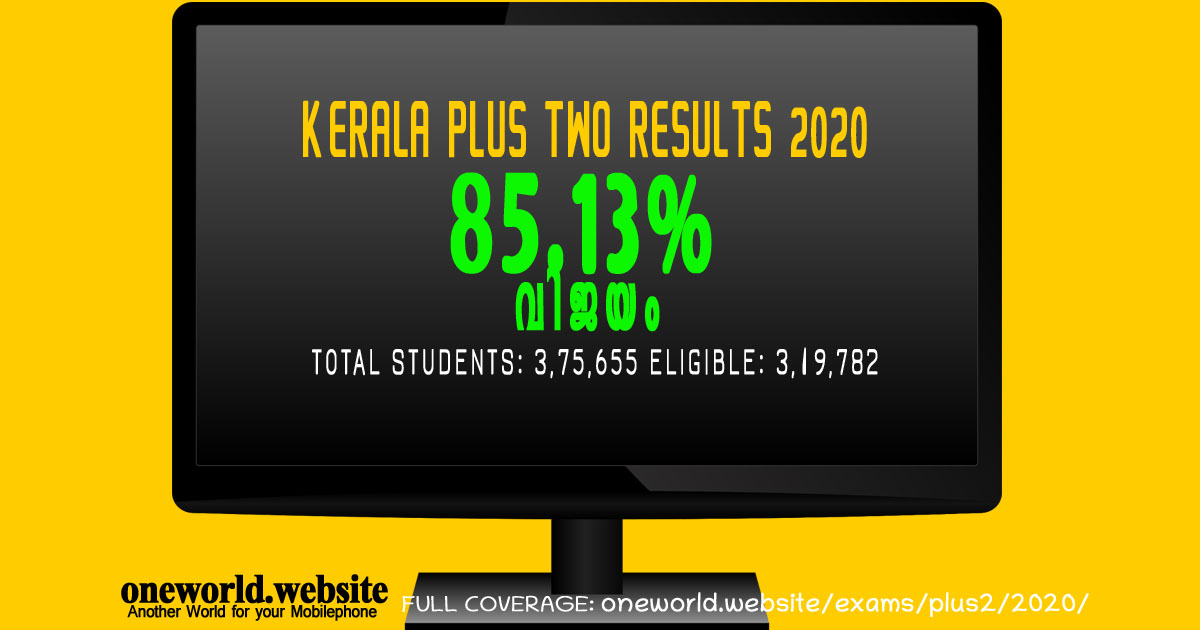 KERALA PLUS TWO RESULTS 2020
85.13%
വിജയം
TOTAL STUDENTS: 3,75,655 ELIGIBLE: 3,19,782
oneworld.website
Another World for your Mobilephone
FULL COVERAGE: oneworld.website/exams/plus2/2020/